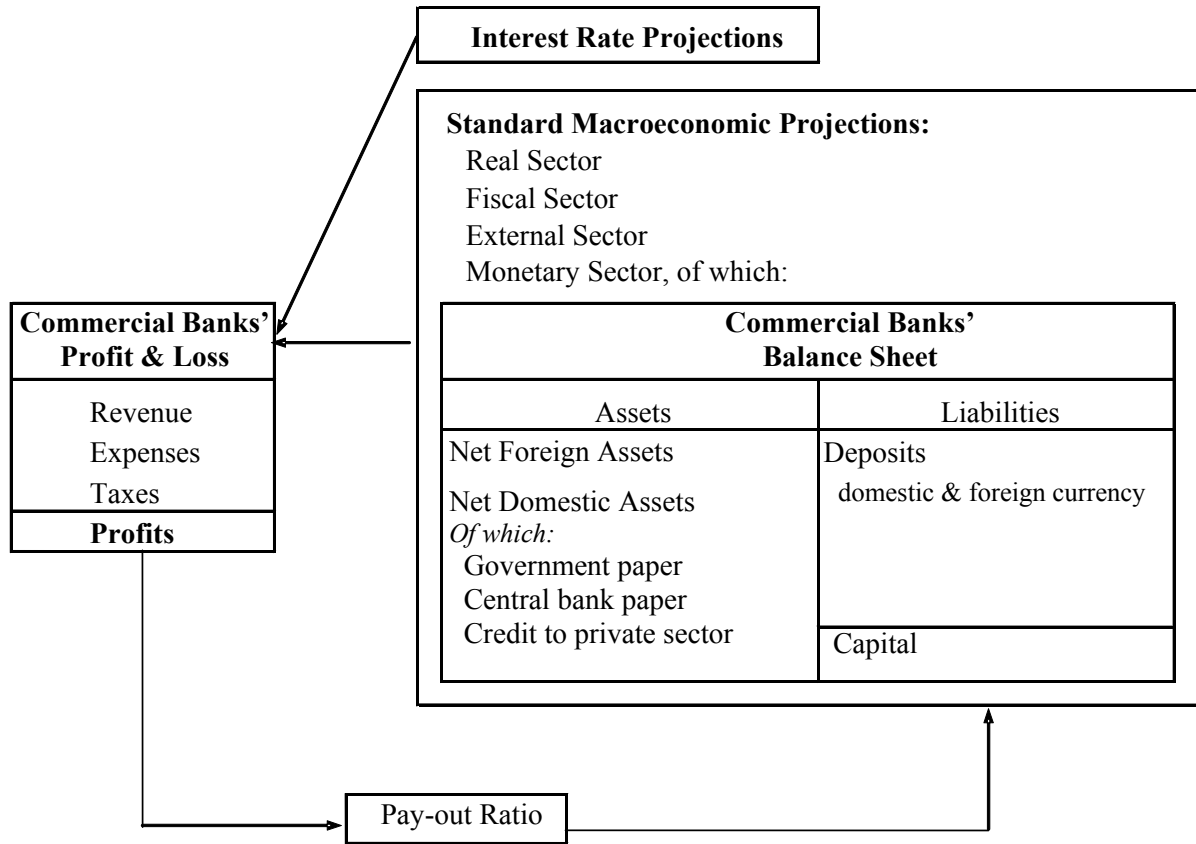 Interest Rate Projections
Standard Macroeconomic Projections:
Real Sector
Fiscal Sector
External Sector
Monetary Sector, of which:
Commercial Banks’
Profit & Loss
Revenue
Expenses
Taxes
Profits
Commercial Banks’
Balance Sheet
Assets
Liabilities
Net Foreign Assets
Net Domestic Assets
Of which:
Government paper
Central bank paper
Credit to private sector
Deposits
domestic & foreign currency
Capital
Pay-out Ratio